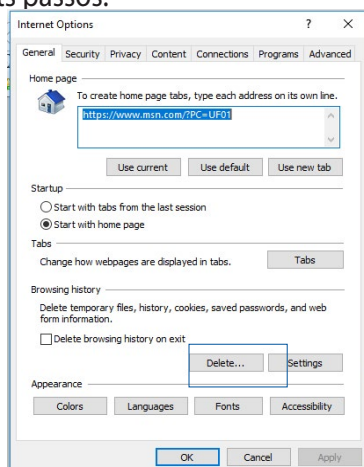 passos.
Internet Options ? ×
General Security Privacy Content Connections Programs Advanced
Home page
To create home page tabs, type each address on its own line.
https://www.msn.com/?PC=UF01
Use current Use default Use new tab
Startup
Start with tabs from the last session
Start with home page
Tabs
Change how webpages are displayed in tabs. Tabs
Browsing history
Delete temporary files, history, cookies, saved passwords, and web
form information.
Delete browsing history on exit
Delete... Settings
Appearance
Colors Languages Fonts Accessibility
OK Cancel Apply